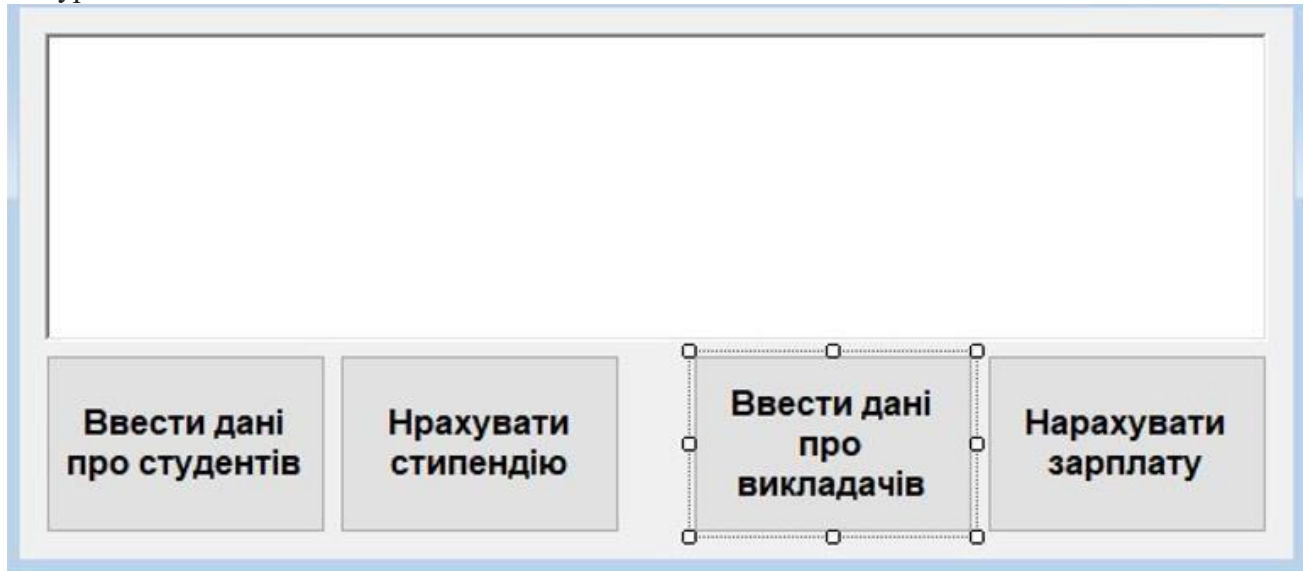 Ввести дані
про студентів
Нрахувати
стипендію
Ввести дані
про
викладачів
Нарахувати
зарплату